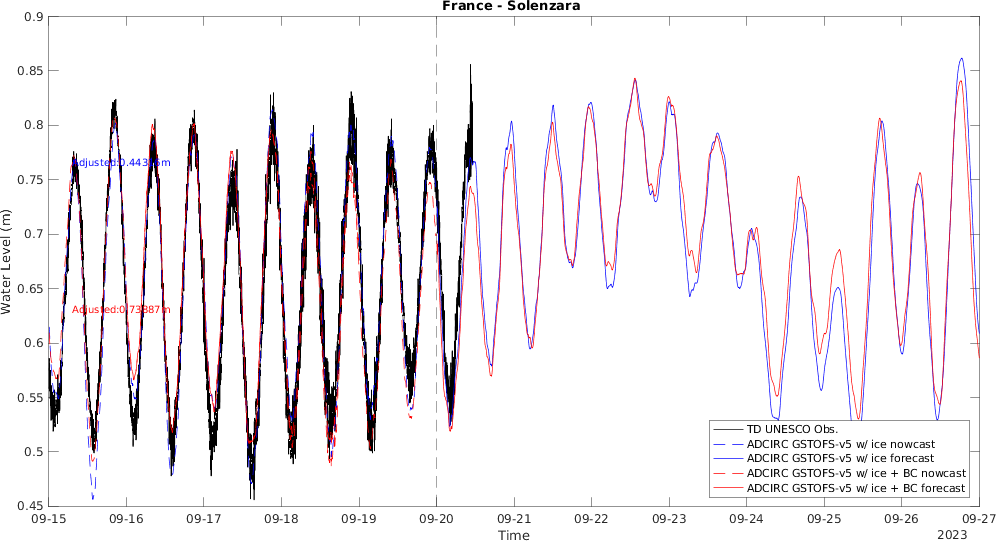 France - Solenzara
Water Level (m)
0.9
0.85
0.8
0.75
0.7
0.65
0.6
0.55
0.5
0.45
Adjusted:0.73387m
TD UNESCO Obs.
ADCIRC GSTOFS-v5 w/ ice nowcast
ADCIRC GSTOFS-v5 w/ ice forecast
ADCIRC GSTOFS-v5 w/ ice + BC nowcast
ADCIRC GSTOFS-v5 w/ ice + BC forecast
09-15 09-16 09-17 09-18 09-19 09-20 09-21 09-22 09-23 09-24 09-25 09-26 09-27
Time
2023